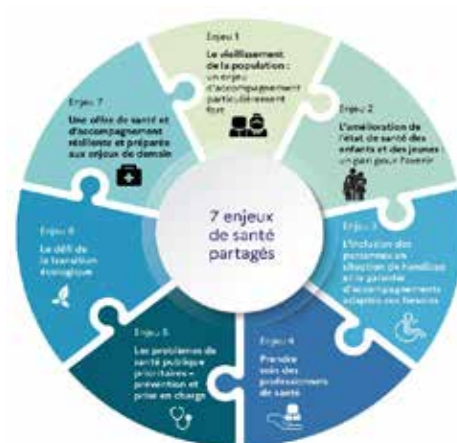 Enjeu 1
Le vieillissement
de la population :
un enjeu
d'accompagnement
particulièrement
fort
Enjeu 2
L'amélioration de
l'état de santé des
enfants et des jeunes :
un pari pour l'avenir
Enjeu 3
L'inclusion des
personnes en
situation de handicap
et la garantie
d'accompagnements
adaptés aux besoins
Enjeu 4
Prendre
soin des
professionnels
de santé
Enjeu 5
Les problèmes de
santé publique
prioritaires –
prévention et
prise en charge
Enjeu 6
Le défi de
la transition
écologique
Enjeu 7
Une offre de santé et
d'accompagnement
résiliente et préparée
aux enjeux de demain
7 enjeux
de santé
partagés